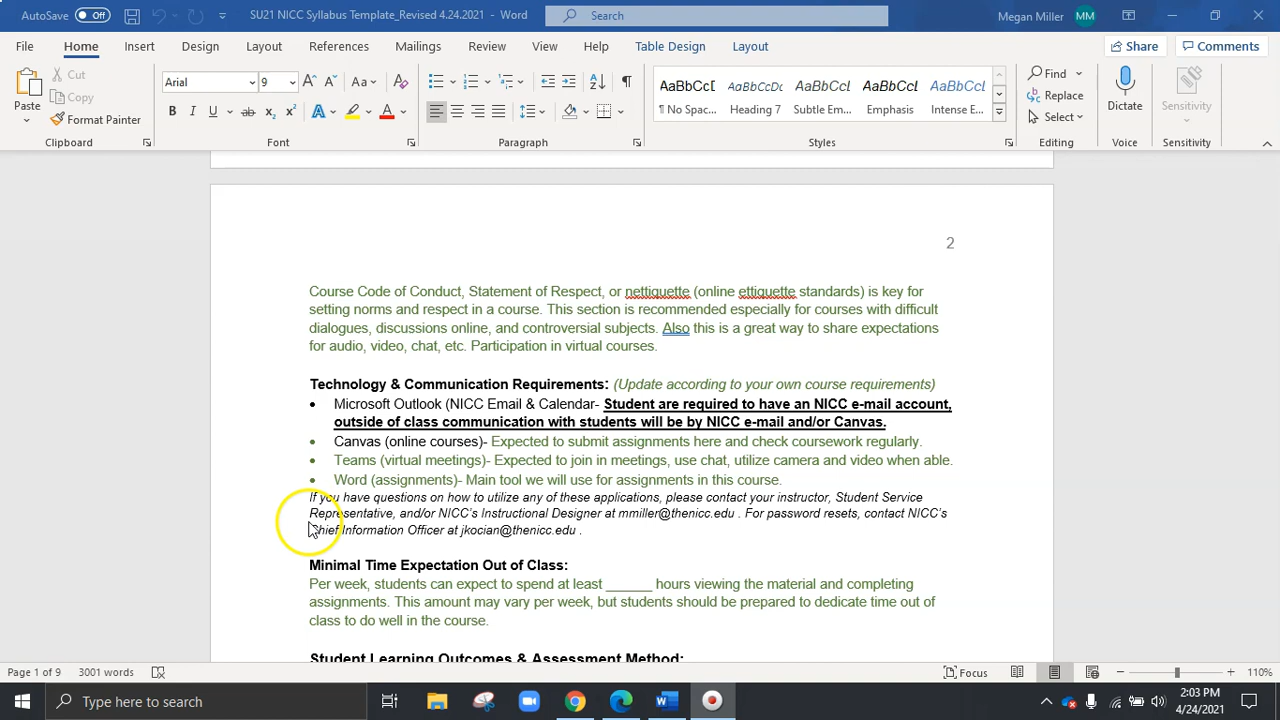 AutoSave Off SU21 NICC Syllabus Template_Revised 4.24.2021 - Word Search Megan Miller MM
File Home Insert Design Layout References Mailings Review View Help Table Design Layout Share Comments
Paste Cut Copy Format Painter Clipboard
Arial 9 Aa Font
B I U ab x₂ x² A A
Paragraph
AaBbCcD AaBbCcDc AaBbCcD AaBbCcD AaBbCcD
¶ No Spac... Heading 7 Subtle Em... Emphasis Intense E...
Styles
Find Replace Select Editing
Dictate Voice
Sensitivity Sensitivity
2
Course Code of Conduct, Statement of Respect, or nettiquette (online ettiquette standards) is key for
setting norms and respect in a course. This section is recommended especially for courses with difficult
dialogues, discussions online, and controversial subjects. Also this is a great way to share expectations
for audio, video, chat, etc. Participation in virtual courses.
Technology & Communication Requirements: (Update according to your own course requirements)
• Microsoft Outlook (NICC Email & Calendar- Student are required to have an NICC e-mail account,
outside of class communication with students will be by NICC e-mail and/or Canvas.
• Canvas (online courses)- Expected to submit assignments here and check coursework regularly.
• Teams (virtual meetings)- Expected to join in meetings, use chat, utilize camera and video when able.
• Word (assignments)- Main tool we will use for assignments in this course.
If you have questions on how to utilize any of these applications, please contact your instructor, Student Service
Representative, and/or NICC's Instructional Designer at mmiller@thenicc.edu . For password resets, contact NICC's
Chief Information Officer at jkocian@thenicc.edu .
Minimal Time Expectation Out of Class:
Per week, students can expect to spend at least ______ hours viewing the material and completing
assignments. This amount may vary per week, but students should be prepared to dedicate time out of
class to do well in the course.
Student Learning Outcomes & Assessment Method:
Page 1 of 9 3001 words Focus 110%
Type here to search 2:03 PM
4/24/2021